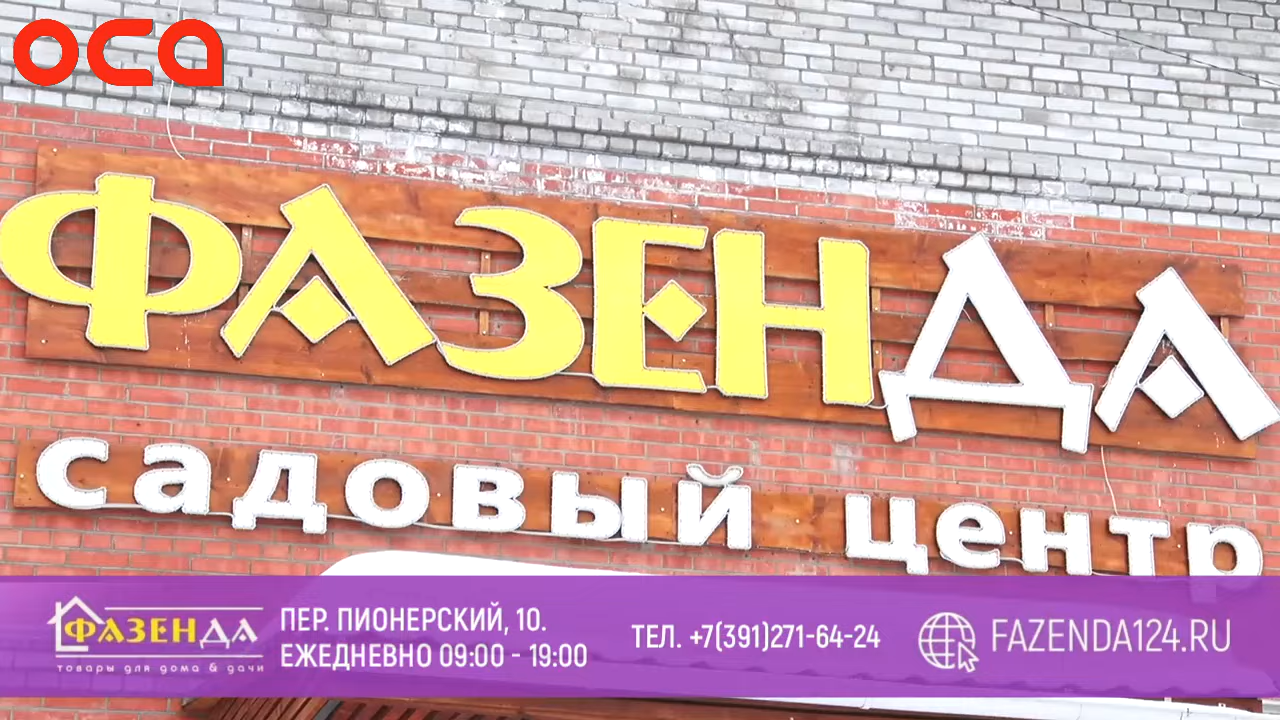 оса
ФАЗЕНДА
садовый центр
ФАЗЕНДА
товары для дома & дачи
ПЕР. ПИОНЕРСКИЙ, 10.
ЕЖЕДНЕВНО 09:00 - 19:00
ТЕЛ. +7(391)271-64-24
FAZENDA124.RU